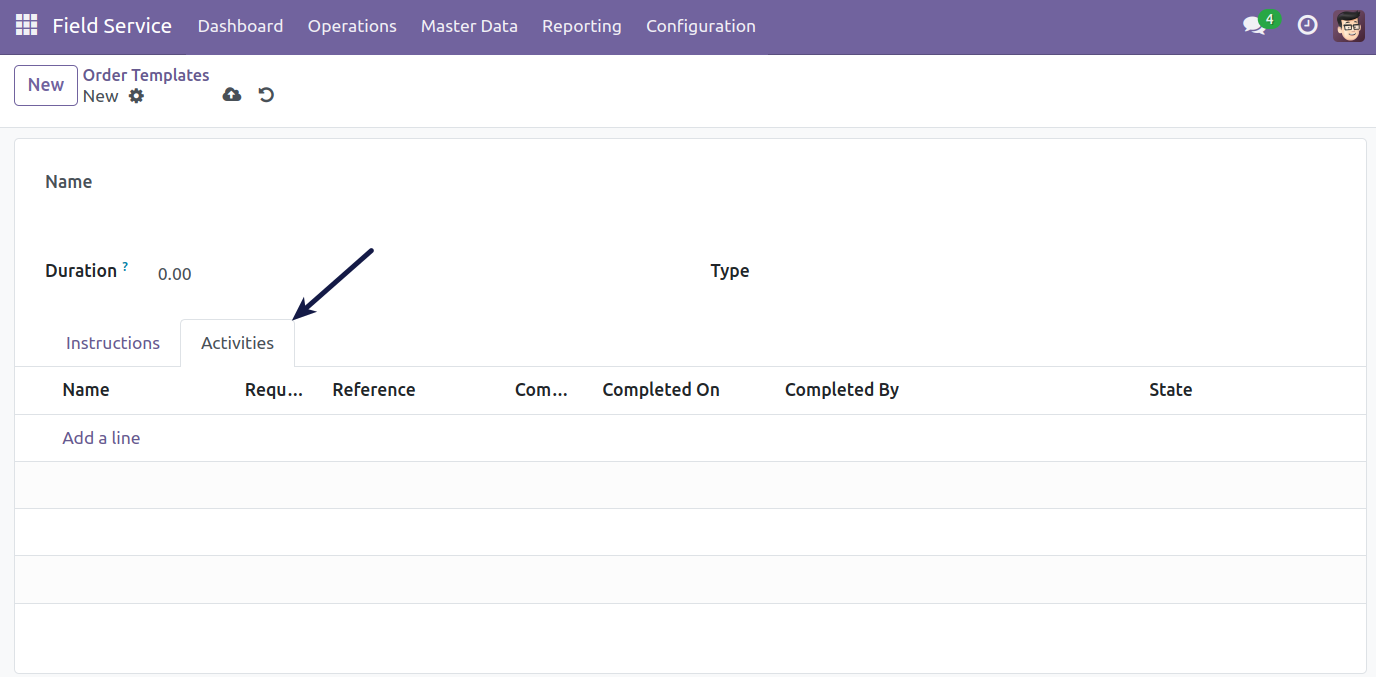 Field Service Dashboard Operations Master Data Reporting Configuration 4
New Order Templates
New
Name
Duration ? 0.00 Type
Instructions Activities
Name Requ... Reference Com... Completed On Completed By State
Add a line